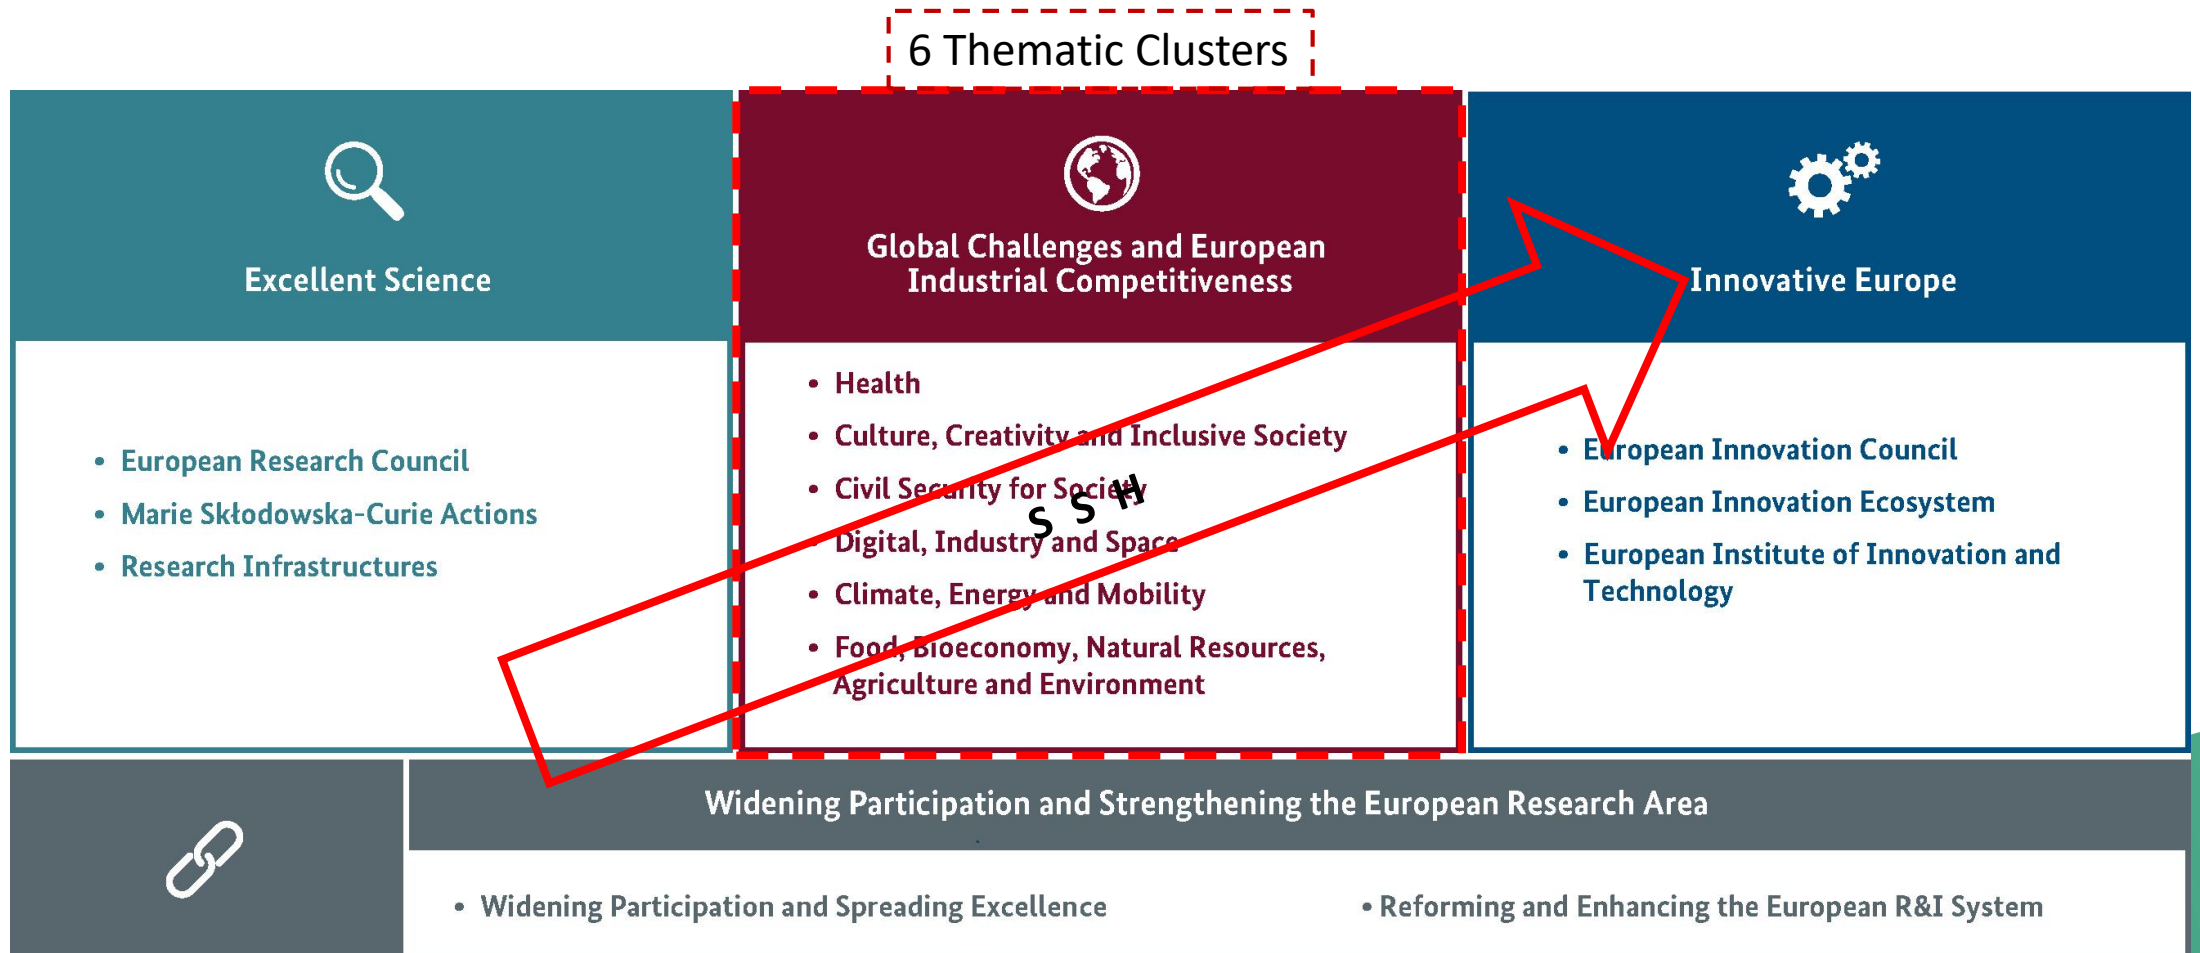 6 Thematic Clusters
Excellent Science
• European Research Council
• Marie Skłodowska-Curie Actions
• Research Infrastructures
Global Challenges and European
Industrial Competitiveness
• Health
• Culture, Creativity and Inclusive Society
• Civil Security for Society
• Digital, Industry and Space
• Climate, Energy and Mobility
• Food, Bioeconomy, Natural Resources,
Agriculture and Environment
S S H
Innovative Europe
• European Innovation Council
• European Innovation Ecosystem
• European Institute of Innovation and
Technology
Widening Participation and Strengthening the European Research Area
• Widening Participation and Spreading Excellence
• Reforming and Enhancing the European R&I System